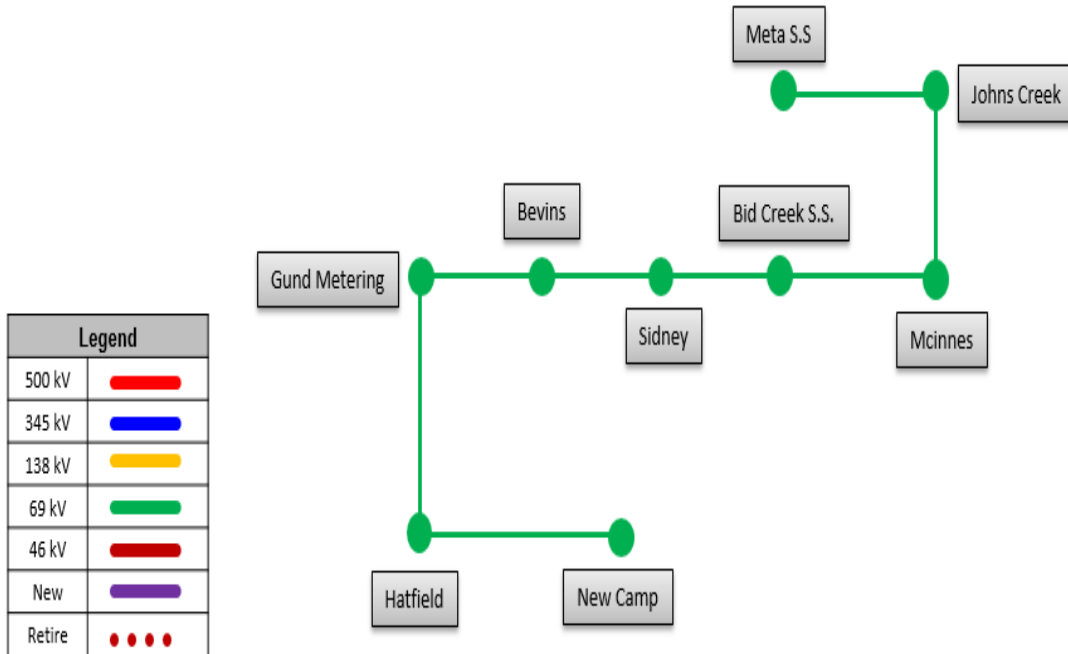 Meta S.S
Johns Creek
Bevins
Bid Creek S.S.
Gund Metering
Sidney
Mcinnes
Hatfield
New Camp
Legend
500 kV
345 kV
138 kV
69 kV
46 kV
New
Retire